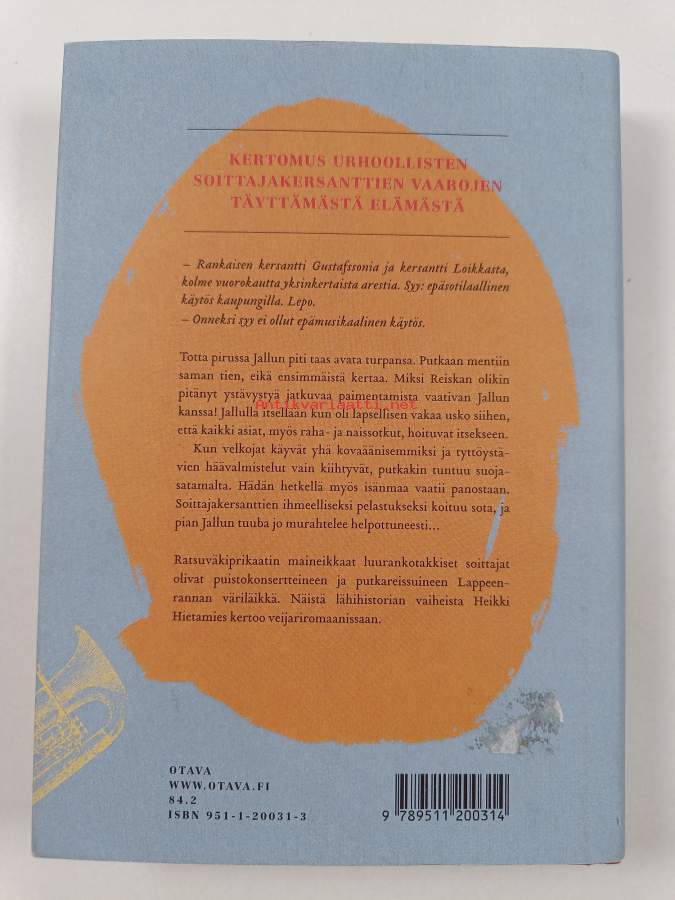 KERTOMUS URHOOLLISTEN
SOITTAJAKERSANTTIEN VAAROJEN
TÄYTTÄMÄSTÄ ELÄMÄSTÄ
– Rankaisen kersantti Gustafssonia ja kersantti Loikkasta,
kolme vuorokautta yksinkertaista arestia. Syy: epäsotilaallinen
käytös kaupungilla. Lepo.
– Onneksi syy ei ollut epämusikaalinen käytös.
Totta pirussa Jallun piti taas avata turpansa. Putkaan mentiin
saman tien, eikä ensimmäistä kertaa. Miksi Reiskan olikin
pitänyt ystävystyä jatkuvaa paimentamista vaativan Jallun
Antikvariaatti.net
kanssa! Jallulla itsellään kun oli lapsellisen vakaa usko siihen,
että kaikki asiat, myös raha- ja naissotkut, hoituvat itsekseen.
Kun velkojat käyvät yhä kovaäänisemmiksi ja tyttöystä-
vien häävalmistelut vain kiihtyvät, putkakin tuntuu suoja-
satamalta. Hädän hetkellä myös isänmaa vaatii panostaan.
Soittajakersanttien ihmeelliseksi pelastukseksi koituu sota, ja
pian Jallun tuuba jo murahtelee helpottuneesti...
Ratsuväkiprikaatin maineikkaat luurankotakkiset soittajat
olivat puistokonsertteineen ja putkareissuineen Lappeen-
rannan väriläikkä. Näistä lähihistorian vaiheista Heikki
Hietamies kertoo veijariromaanissaan.
OTAVA
WWW.OTAVA.FI
84.2
ISBN 951-1-20031-3
9 789511 200314